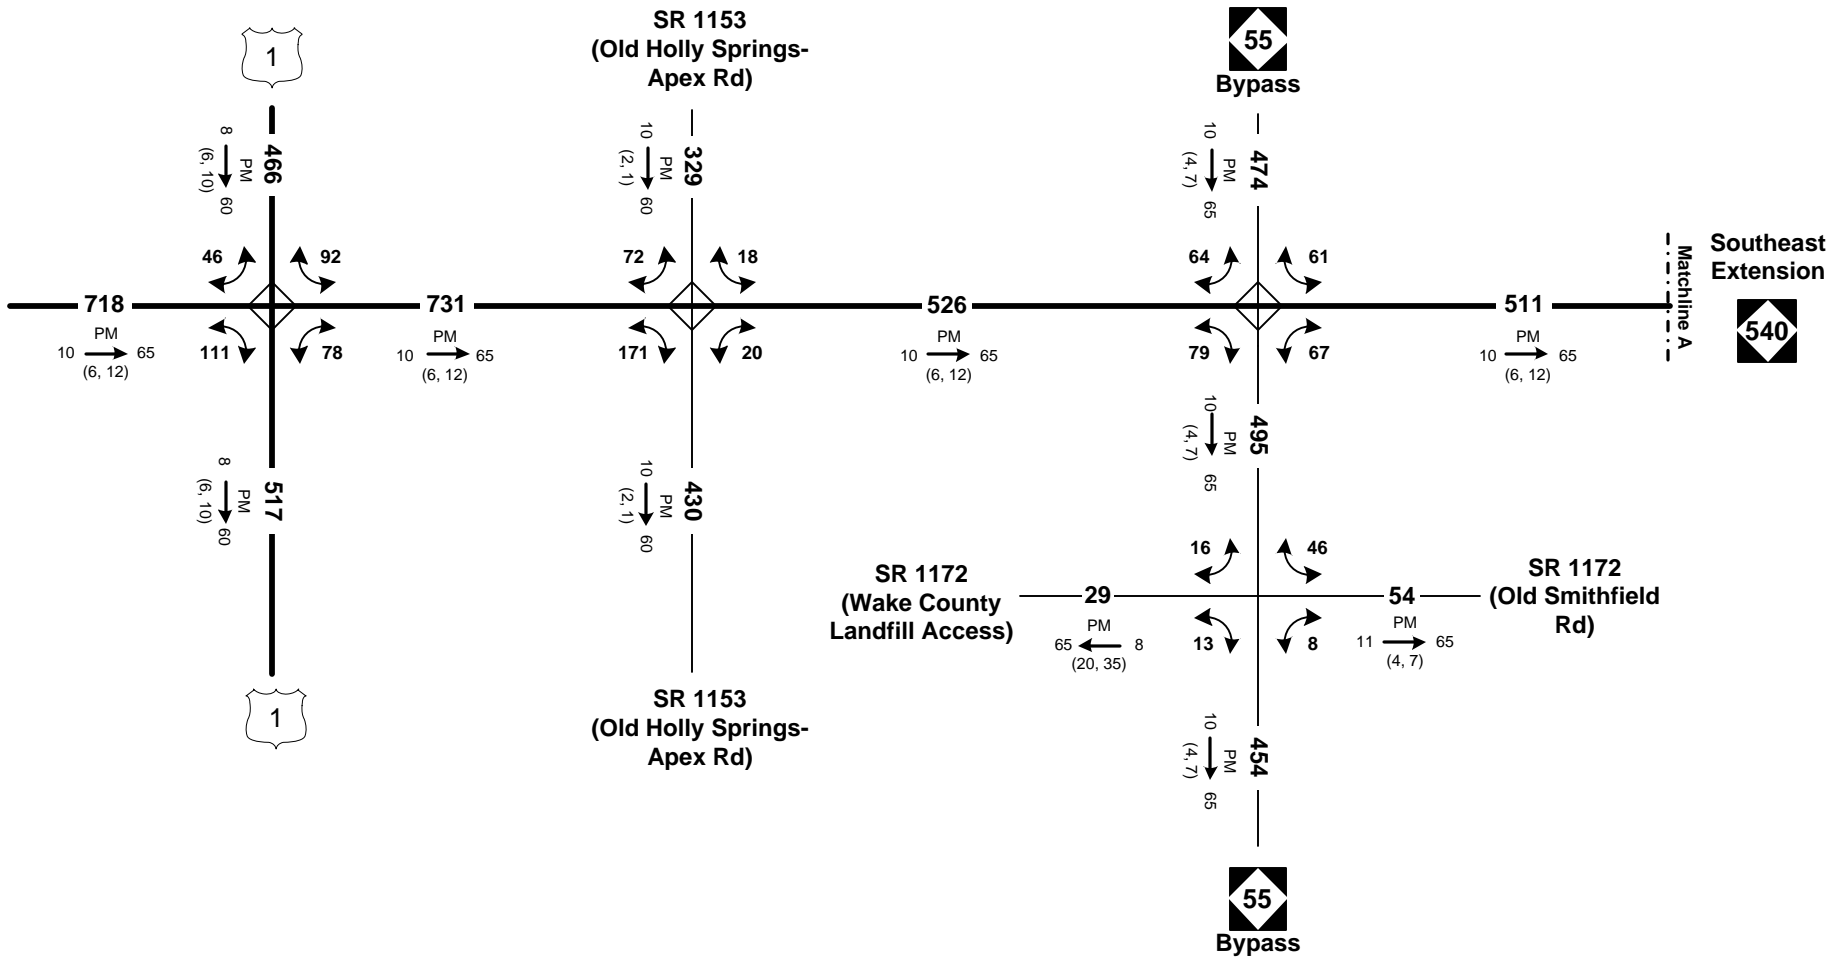 1
SR 1153
(Old Holly Springs-
Apex Rd)
55
Bypass
10
PM
(6, 10)
8
60
466
10
PM
(2, 1)
60
329
10
PM
(4, 7)
65
474
46
92
72
18
64
61
Southeast
Extension
540
Matchline A
718
731
526
511
PM
10
65
(6, 12)
111
78
PM
10
65
(6, 12)
171
20
PM
10
65
(6, 12)
79
67
PM
10
65
(6, 12)
8
PM
(6, 10)
60
517
10
PM
(2, 1)
60
430
10
PM
(4, 7)
65
495
SR 1172
(Wake County
Landfill Access)
16
46
29
54
SR 1172
(Old Smithfield
Rd)
PM
65
8
(20, 35)
13
8
PM
11
65
(4, 7)
1
SR 1153
(Old Holly Springs-
Apex Rd)
10
PM
(4, 7)
65
454
55
Bypass